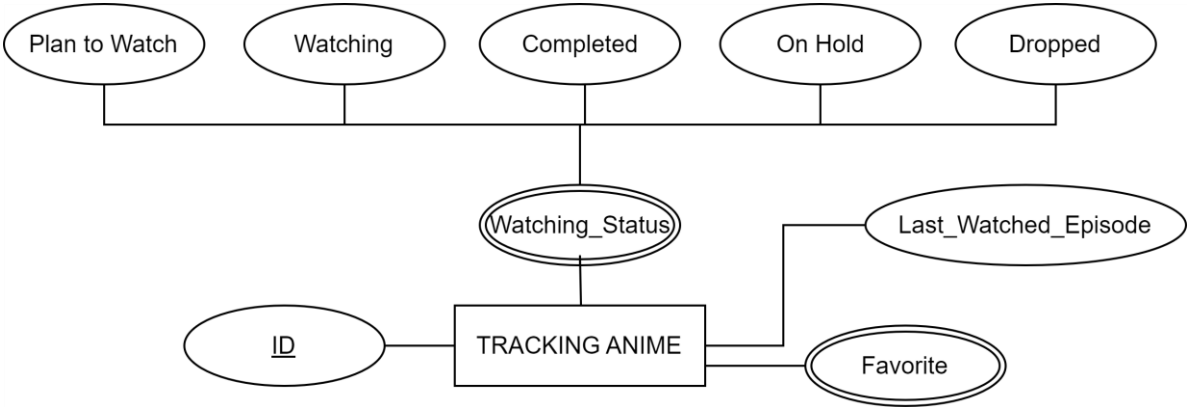 Plan to Watch
Watching
Completed
On Hold
Dropped
Watching_Status
Last_Watched_Episode
ID
TRACKING ANIME
Favorite